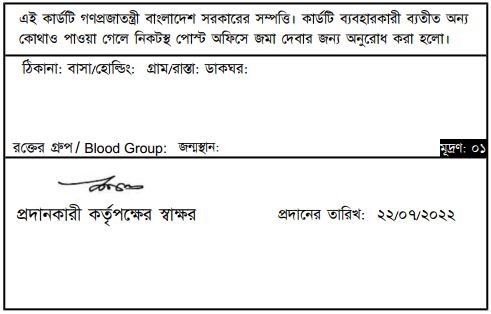 এই কার্ডটি গণপ্রজাতন্ত্রী বাংলাদেশ সরকারের সম্পত্তি। কার্ডটি ব্যবহারকারী ব্যতীত অন্য
কোথাও পাওয়া গেলে নিকটস্থ পোস্ট অফিসে জমা দেবার জন্য অনুরোধ করা হলো।
ঠিকানা: বাসা/হোল্ডিং: গ্রাম/রাস্তা: ডাকঘর:
রক্তের গ্রুপ / Blood Group: জন্মস্থান: মূদ্রণ: ০১
প্রদানকারী কর্তৃপক্ষের স্বাক্ষর প্রদানের তারিখ: ২২/০৭/২০২২